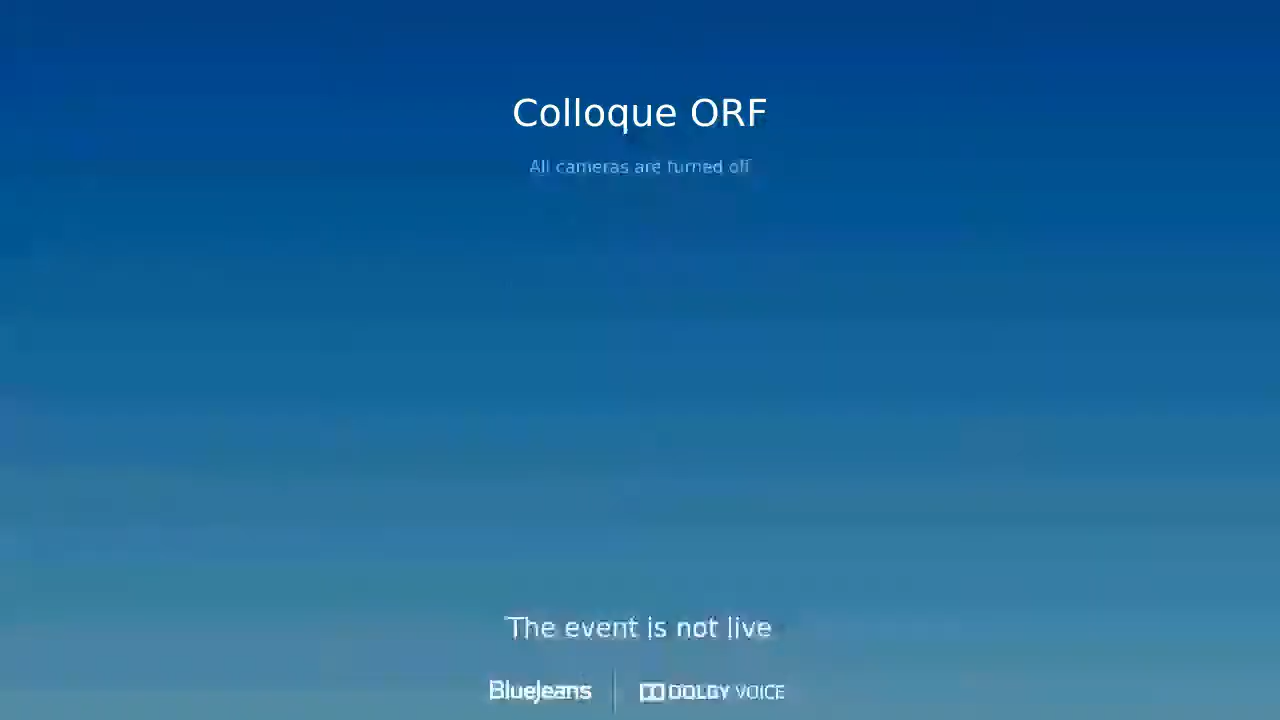 Colloque ORF
All cameras are turned off
The event is not live
BlueJeans DOLBY VOICE